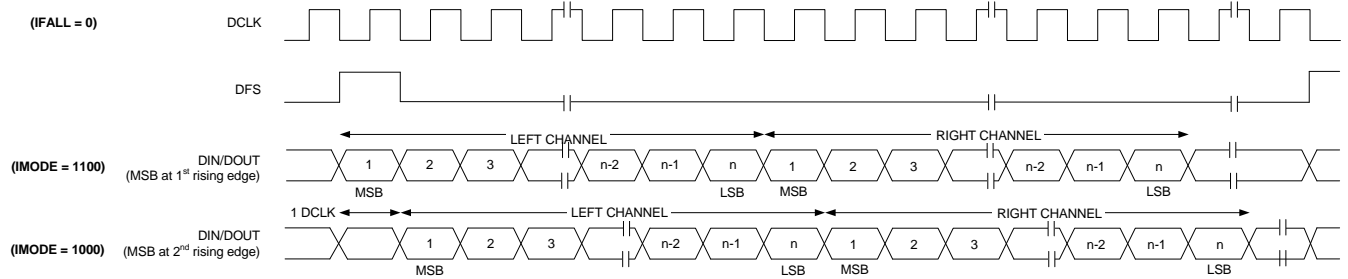 (IFALL = 0) DCLK
DFS
LEFT CHANNEL RIGHT CHANNEL
(IMODE = 1100) DIN/DOUT 1 2 3 n-2 n-1 n 1 2 3 n-2 n-1 n
(MSB at 1st rising edge)
MSB LSB MSB LSB
1 DCLK LEFT CHANNEL RIGHT CHANNEL
(IMODE = 1000) DIN/DOUT 1 2 3 n-2 n-1 n 1 2 3 n-2 n-1 n
(MSB at 2nd rising edge)
MSB LSB MSB LSB